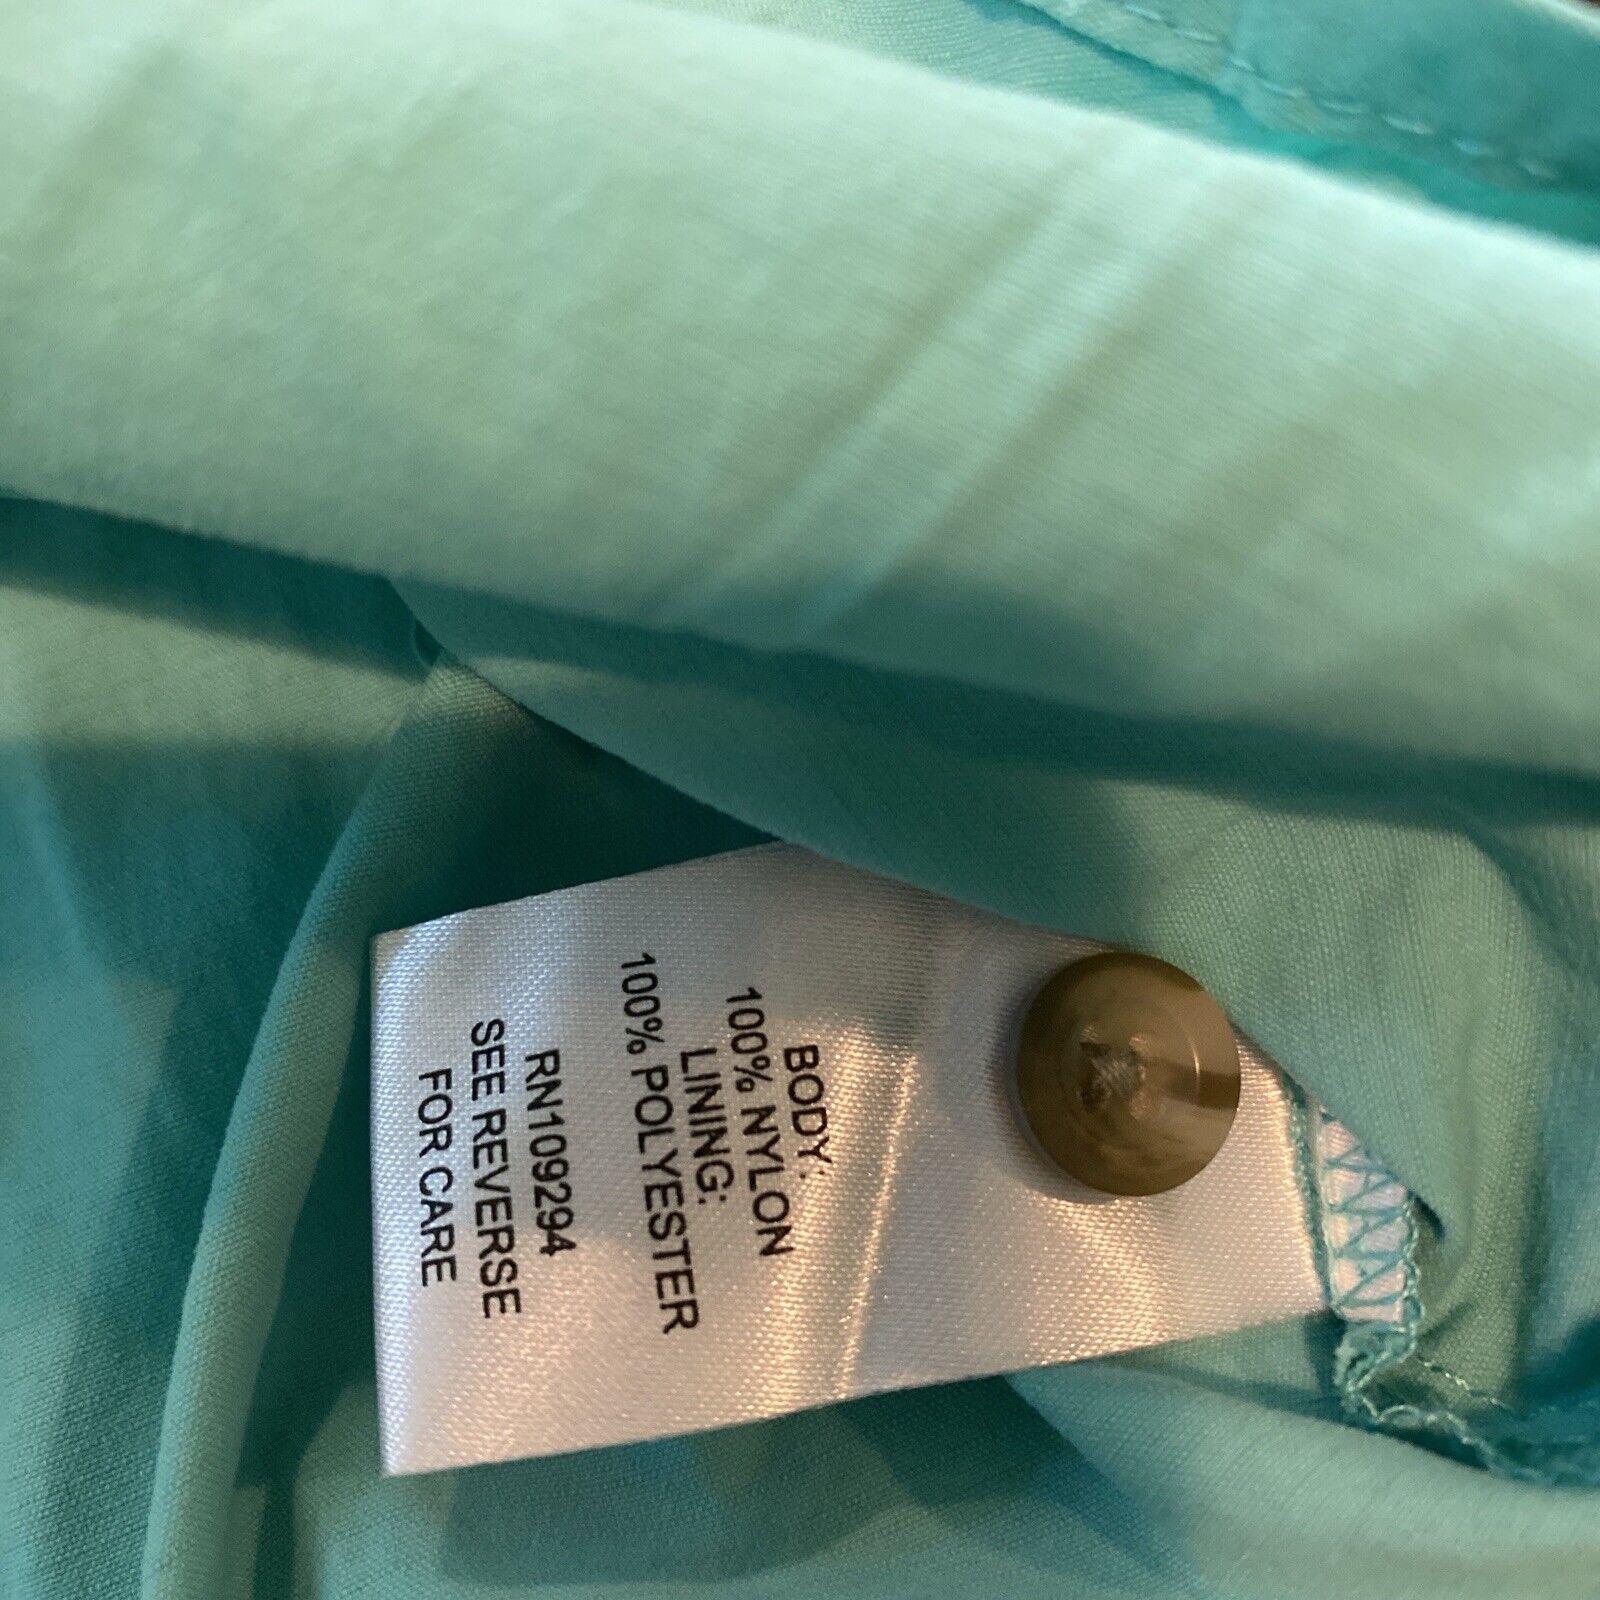 BODY:
100% NYLON
LINING:
100% POLYESTER
RN109294
SEE REVERSE
FOR CARE